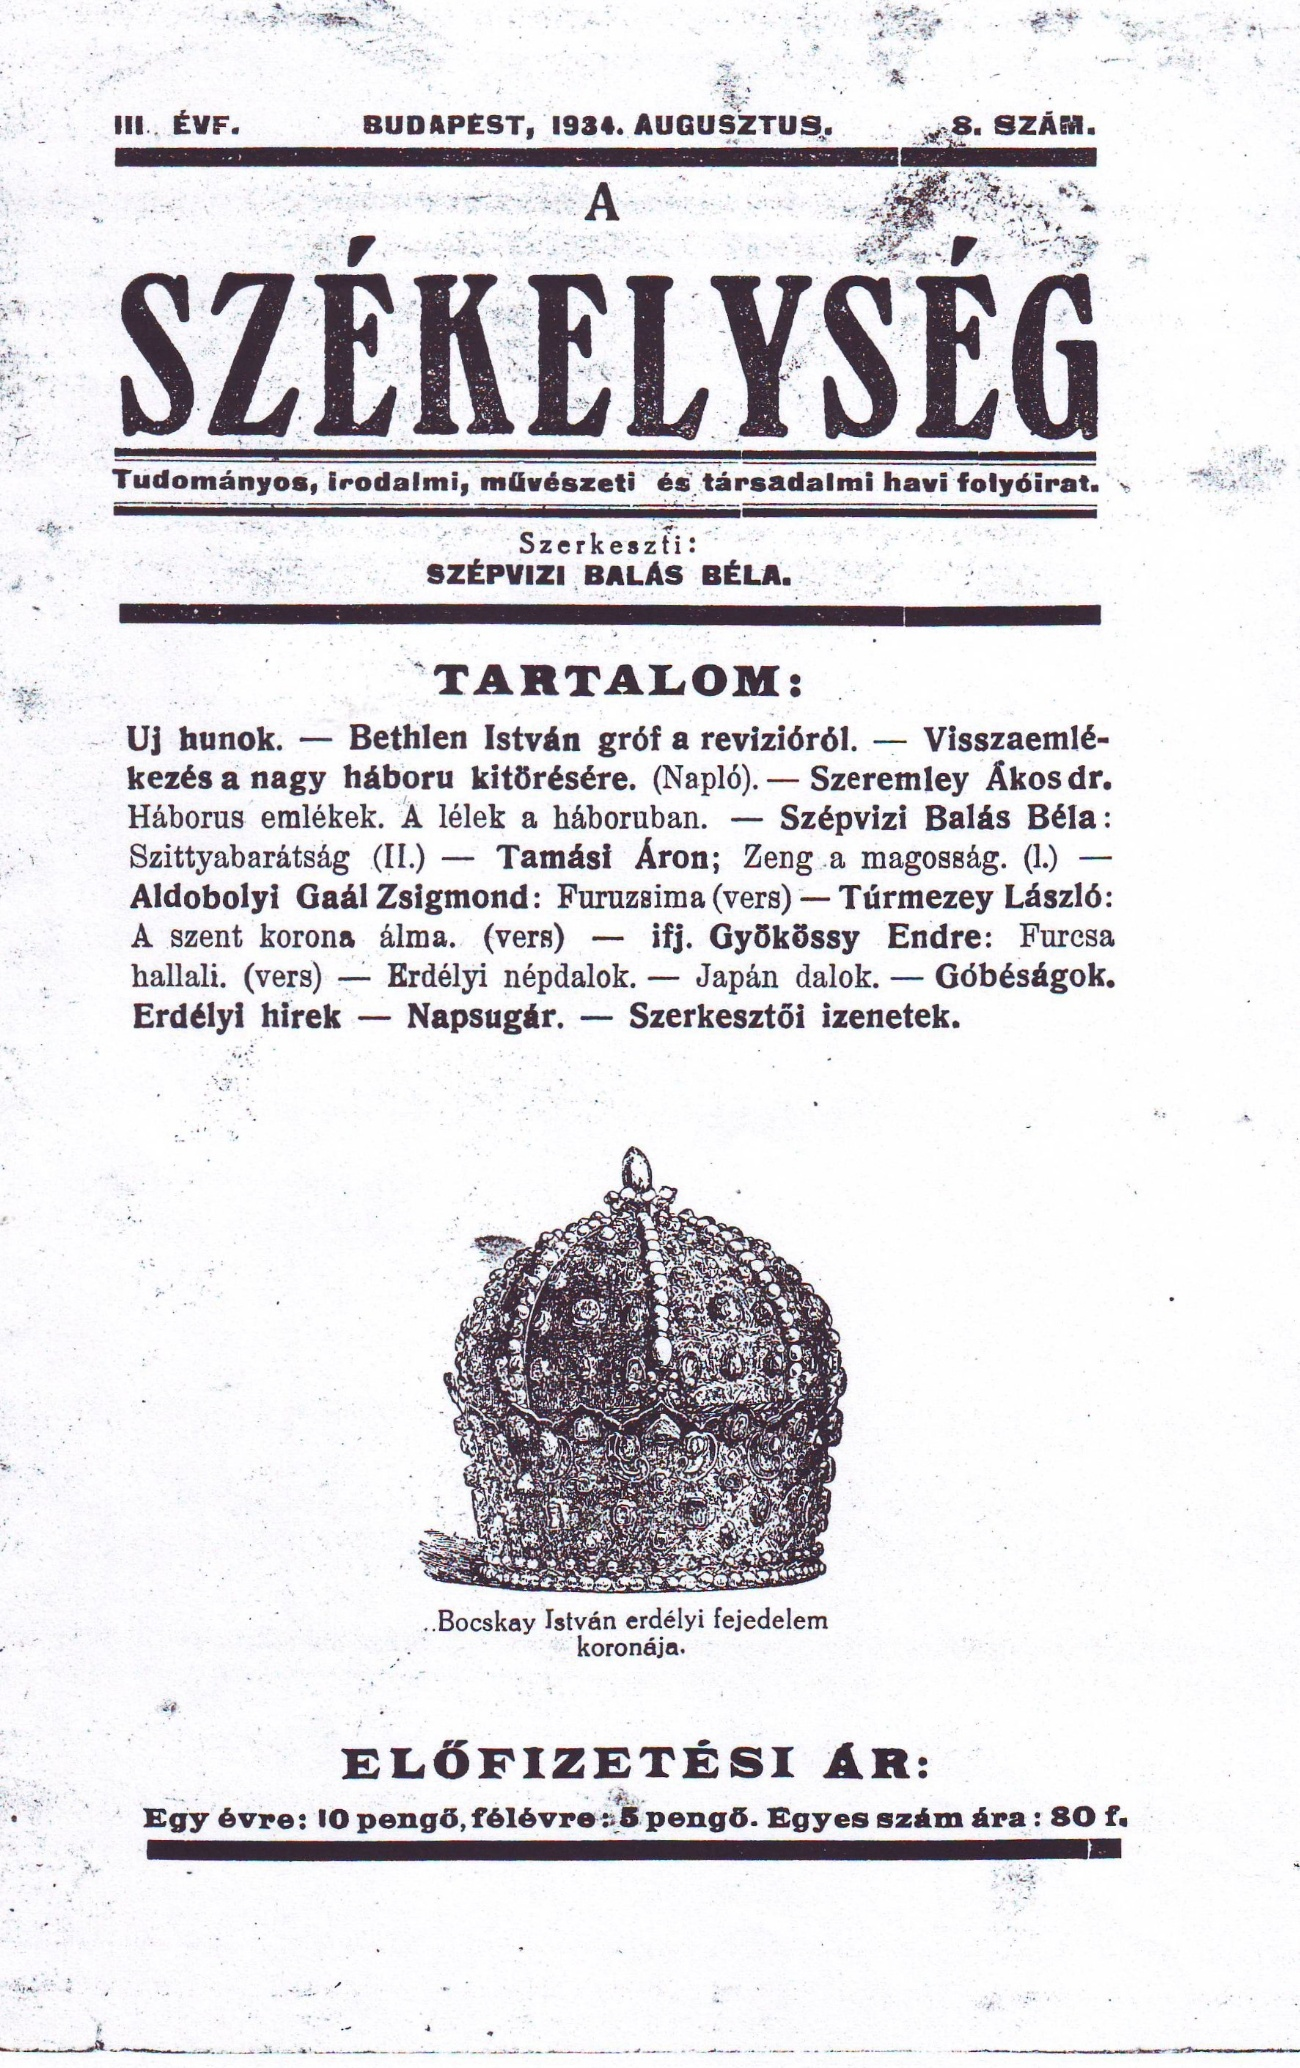 III. ÉVF. BUDAPEST, 1934. AUGUSZTUS. 8. SZÁM.
A
SZÉKELYSÉG
Tudományos, irodalmi, művészeti és társadalmi havi folyóirat.
Szerkeszti:
SZÉPVIZI BALÁS BÉLA.
TARTALOM:
Uj hunok. — Bethlen István gróf a revizióról. — Visszaemlé-
kezés a nagy háboru kitörésére. (Napló). — Szeremley Ákos dr.
Háborus emlékek. A lélek a háboruban. — Szépvizi Balás Béla:
Szittyabarátság (II.) — Tamási Áron; Zeng a magosság. (I.) —
Aldobolyi Gaál Zsigmond: Furuzsima (vers) — Túrmezey László:
A szent korona álma. (vers) — ifj. Gyökössy Endre: Furcsa
hallali. (vers) — Erdélyi népdalok. — Japán dalok. — Góbéságok.
Erdélyi hirek — Napsugár. — Szerkesztői izenetek.
..Bocskay István erdélyi fejedelem
koronája.
ELŐFIZETÉSI ÁR:
Egy évre: 10 pengő, félévre: 5 pengő. Egyes szám ára: 80 f.